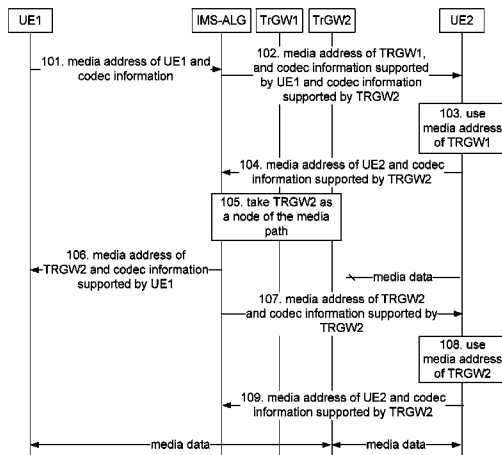 UE1
IMS-ALG
TrGW1
TrGW2
UE2
101. media address of UE1 and
codec information
102. media address of TRGW1,
and codec information supported
by UE1 and codec information
supported by TRGW2
103. use
media address
of TRGW1
104. media address of UE2 and codec
information supported by TRGW2
105. take TRGW2 as
a node of the media
path
106. media address of
TRGW2 and codec information
supported by UE1
media data
107. media address of TRGW2
and codec information supported by
TRGW2
108. use
media address
of TRGW2
109. media address of UE2 and codec
information supported by TRGW2
media data
media data